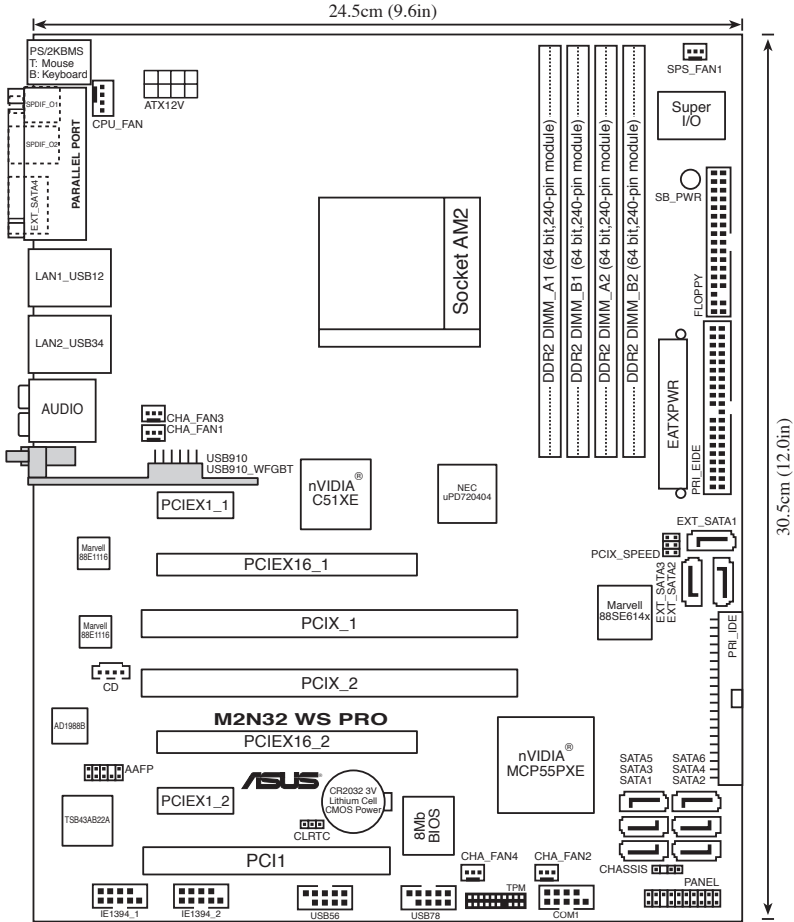 24.5cm (9.6in)
PS/2KBMS
T: Mouse
B: Keyboard
SPDIF_O1
SPDIF_O2
EXT_SATA4
PARALLEL PORT
CPU_FAN
ATX12V
SPS_FAN1
Super
I/O
SB_PWR
FLOPPY
Socket AM2
DDR2 DIMM_A1 (64 bit,240-pin module)
DDR2 DIMM_B1 (64 bit,240-pin module)
DDR2 DIMM_A2 (64 bit,240-pin module)
DDR2 DIMM_B2 (64 bit,240-pin module)
LAN1_USB12
LAN2_USB34
AUDIO
EATXPWR
PRI_EIDE
30.5cm (12.0in)
CHA_FAN3
CHA_FAN1
USB910
USB910_WFGBT
PCIEX1_1
nVIDIA®
C51XE
NEC
uPD720404
EXT_SATA1
PCIX_SPEED
EXT_SATA3
EXT_SATA2
Marvell
88E1116
PCIEX16_1
Marvell
88SE614x
PRI_IDE
Marvell
88E1116
PCIX_1
CD
PCIX_2
M2N32 WS PRO
AD1988B
PCIEX16_2
nVIDIA®
MCP55PXE
SATA5
SATA3
SATA1
SATA6
SATA4
SATA2
AAFP
ASUS®
CR2032 3V
Lithium Cell
CMOS Power
PCIEX1_2
TSB43AB22A
CLRTC
8Mb
BIOS
PCI1
CHA_FAN4
CHA_FAN2
CHASSIS
PANEL
TPM
IE1394_1
IE1394_2
USB56
USB78
COM1